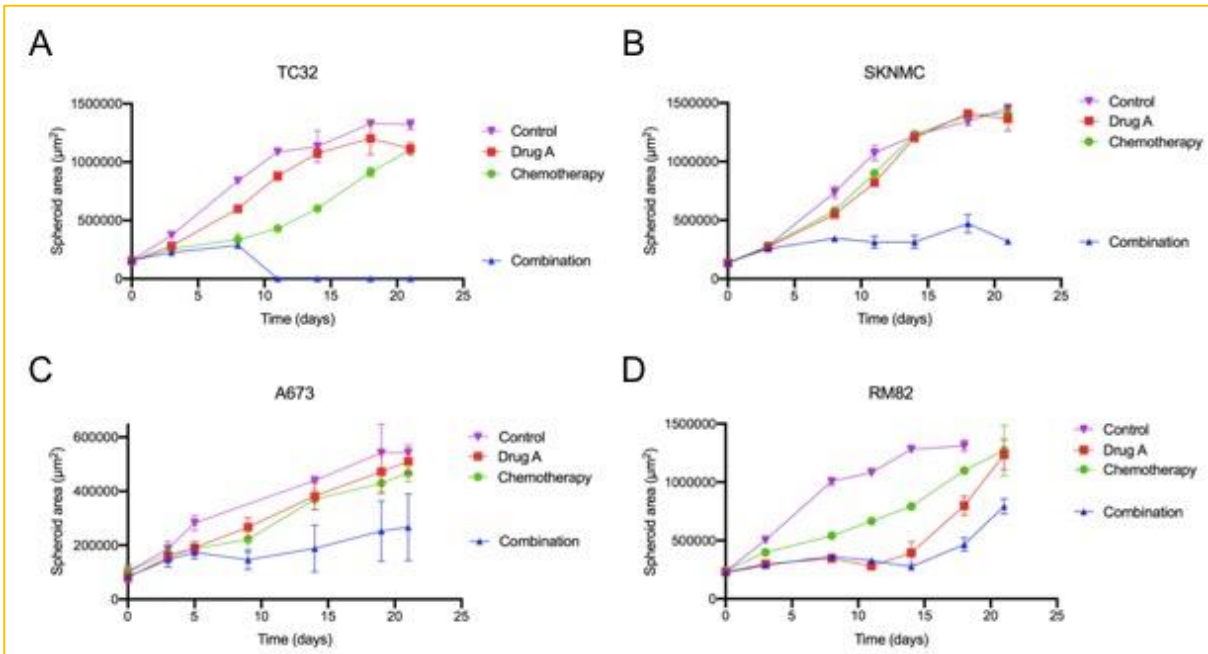 A
TC32
Spheroid area (μm²)
1500000
1000000
500000
0
0 5 10 15 20 25
Time (days)
Control
Drug A
Chemotherapy
Combination
B
SKNMC
Spheroid area (μm²)
1500000
1000000
500000
0
0 5 10 15 20 25
Time (days)
Control
Drug A
Chemotherapy
Combination
C
A673
Spheroid area (μm²)
600000
400000
200000
0
0 5 10 15 20 25
Time (days)
Control
Drug A
Chemotherapy
Combination
D
RM82
Spheroid area (μm²)
1500000
1000000
500000
0
0 5 10 15 20 25
Time (days)
Control
Drug A
Chemotherapy
Combination